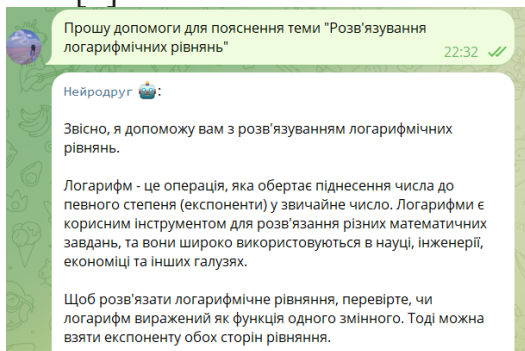 Прошу допомоги для пояснення теми "Розв'язування
логарифмічних рівнянь"
22:32
Нейродруг 🤖:
Звісно, я допоможу вам з розв'язуванням логарифмічних
рівнянь.
Логарифм - це операція, яка обертає піднесення числа до
певного степеня (експоненти) у звичайне число. Логарифми є
корисним інструментом для розв'язання різних математичних
завдань, та вони широко використовуються в науці, інженерії,
економіці та інших галузях.
Щоб розв'язати логарифмічне рівняння, перевірте, чи
логарифм виражений як функція одного змінного. Тоді можна
взяти експоненту обох сторін рівняння.